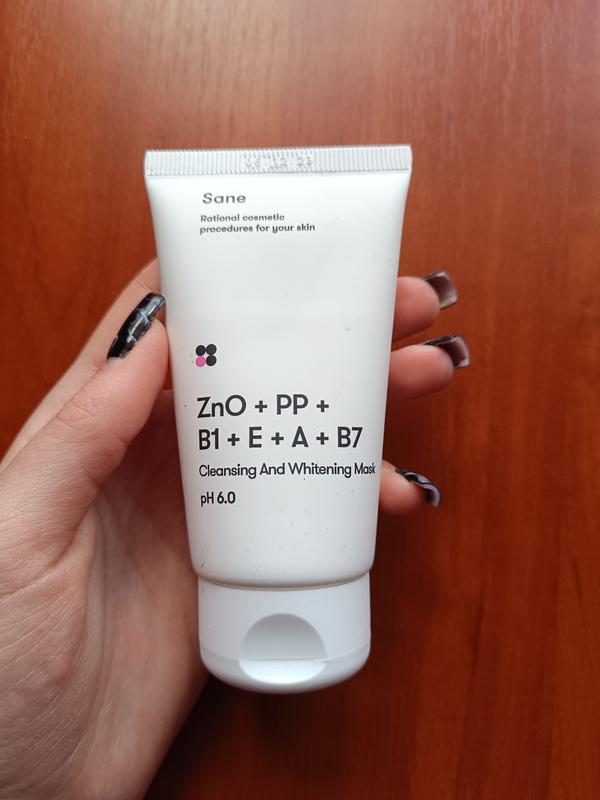 Sane
Rational cosmetic
procedures for your skin
ZnO + PP +
B1 + E + A + B7
Cleansing And Whitening Mask
pH 6.0